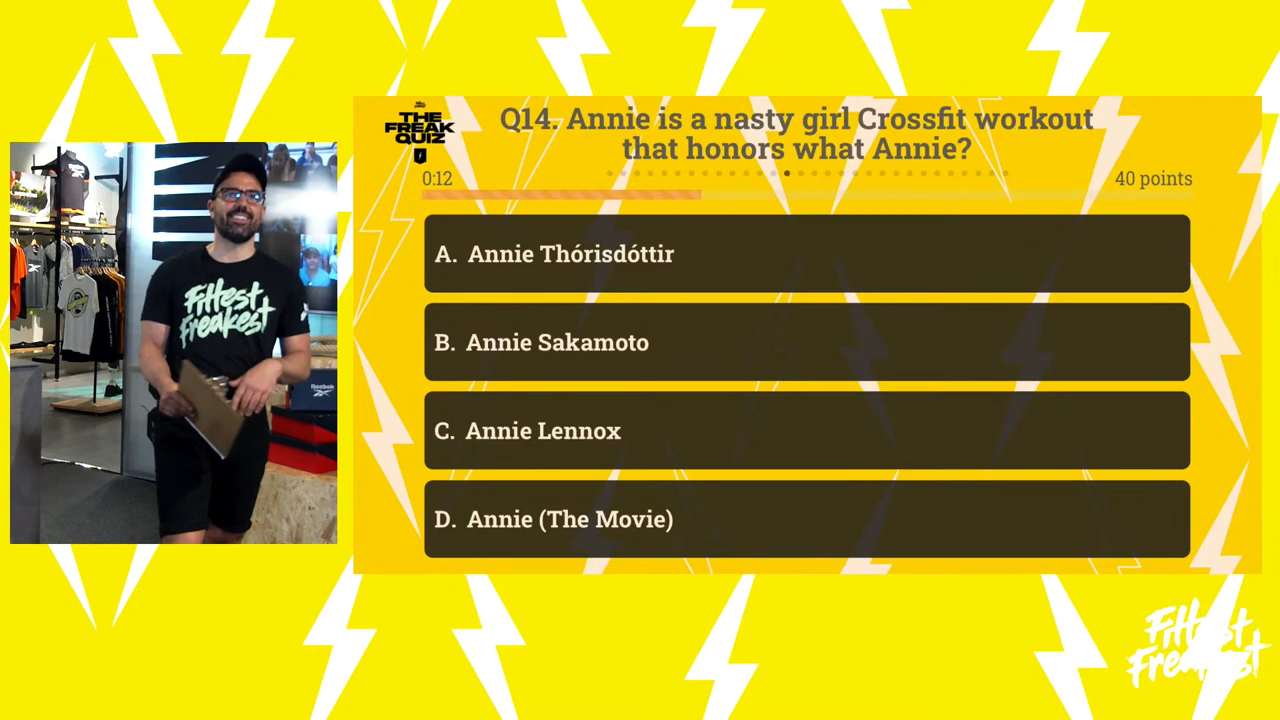 THE
FREAK
QUIZ
Q14. Annie is a nasty girl Crossfit workout
that honors what Annie?
0:12
40 points
A. Annie Thórisdóttir
B. Annie Sakamoto
C. Annie Lennox
D. Annie (The Movie)
Fittest
Freakest
Reebok
Fittest
Freakest